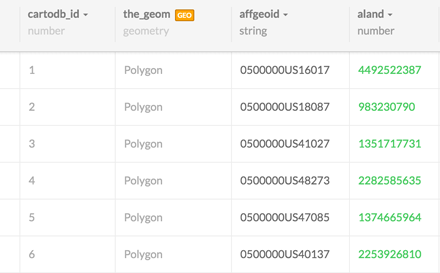 cartodb_id the_geom GEO affgeoid aland
number geometry string number
1 Polygon 0500000US16017 4492522387
2 Polygon 0500000US18087 983230790
3 Polygon 0500000US41027 1351717731
4 Polygon 0500000US48273 2282585635
5 Polygon 0500000US47085 1374665964
6 Polygon 0500000US40137 2253926810